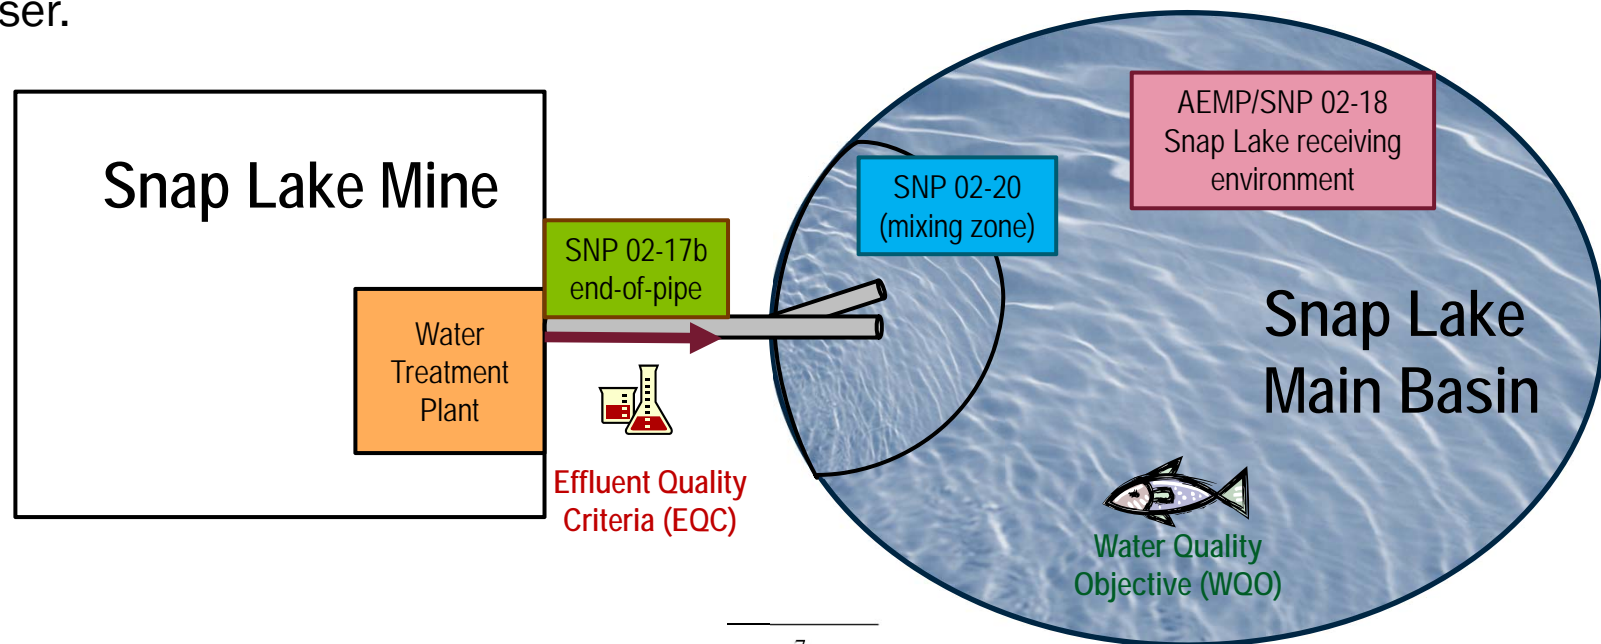 ser.
Snap Lake Mine
SNP 02-17b
end-of-pipe
Water
Treatment
Plant
Effluent Quality
Criteria (EQC)
SNP 02-20
(mixing zone)
AEMP/SNP 02-18
Snap Lake receiving
environment
Snap Lake
Main Basin
Water Quality
Objective (WQO)